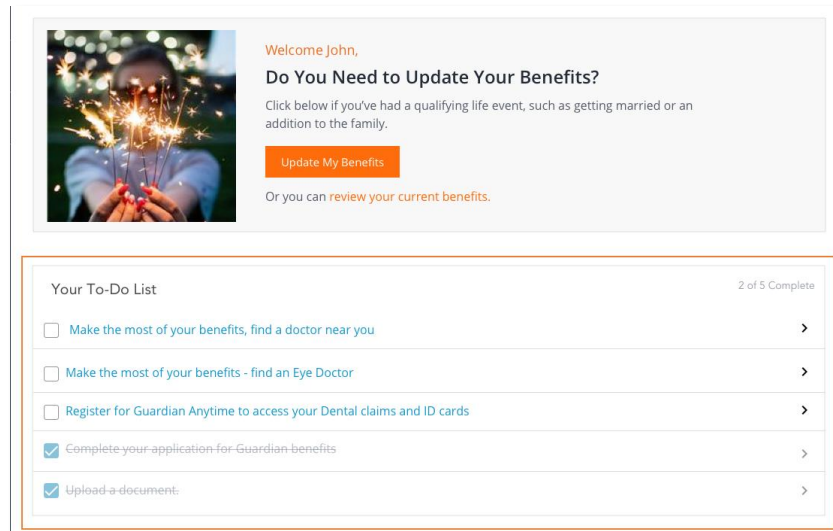 Welcome John,
Do You Need to Update Your Benefits?
Click below if you've had a qualifying life event, such as getting married or an
addition to the family.
Update My Benefits
Or you can review your current benefits.
Your To-Do List
2 of 5 Complete
Make the most of your benefits, find a doctor near you
Make the most of your benefits - find an Eye Doctor
Register for Guardian Anytime to access your Dental claims and ID cards
Complete your application for Guardian benefits
Upload a document.